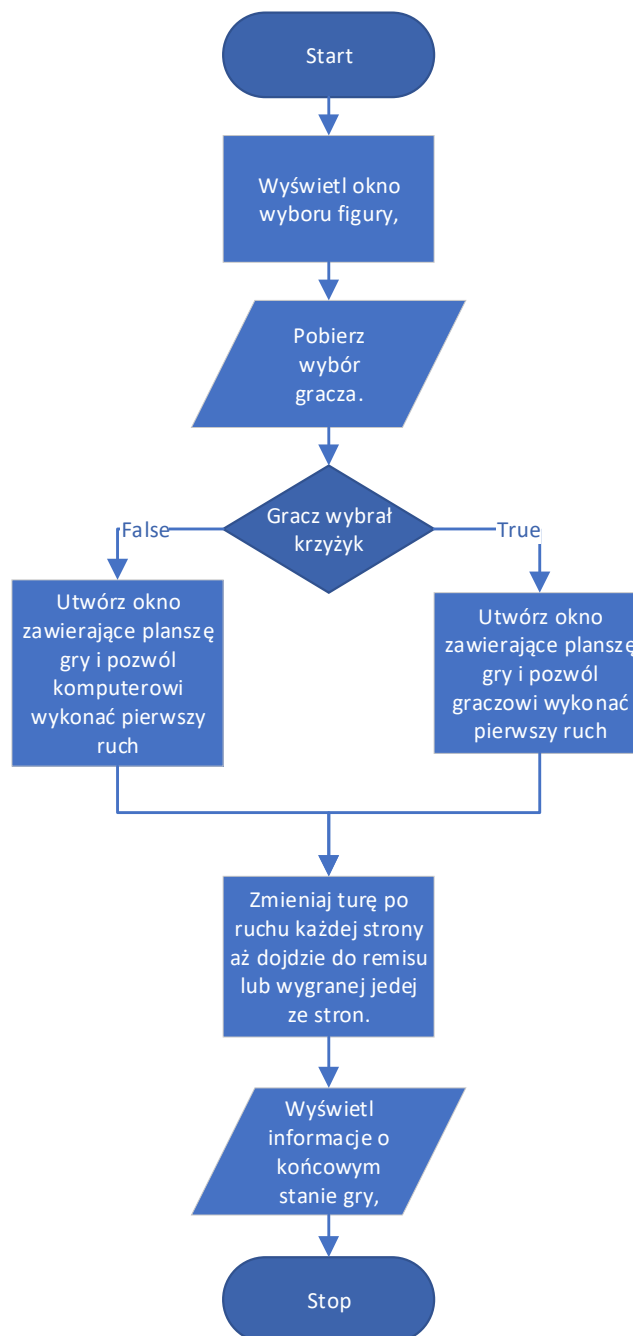 Start
Wyświetl okno
wyboru figury,
Pobierz
wybór
gracza.
Gracz wybrał
krzyżyk
False
True
Utwórz okno
zawierające planszę
gry i pozwól
komputerowi
wykonać pierwszy
ruch
Utwórz okno
zawierające planszę
gry i pozwól
graczowi wykonać
pierwszy ruch
Zmieniaj turę po
ruchu każdej strony
aż dojdzie do remisu
lub wygranej jedej
ze stron.
Wyświetl
informacje o
końcowym
stanie gry,
Stop